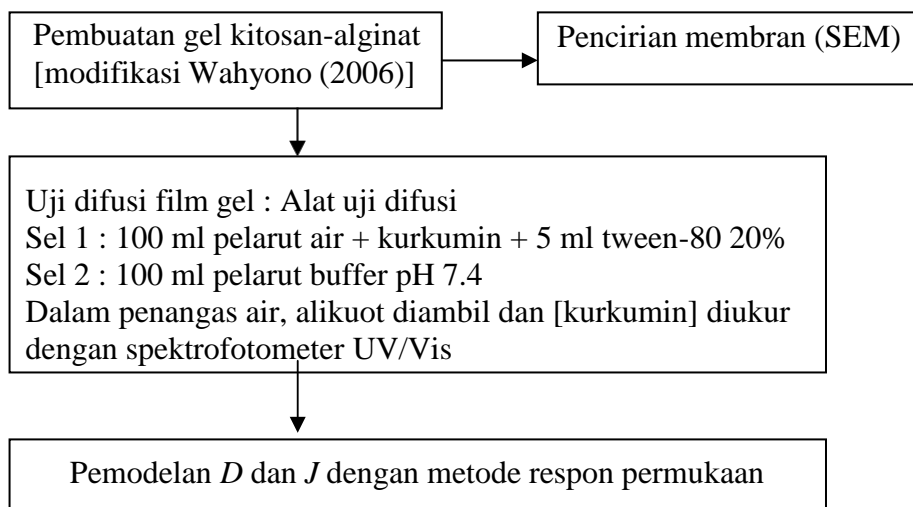 Pembuatan gel kitosan-alginat
[modifikasi Wahyono (2006)]
Pencirian membran (SEM)
Uji difusi film gel : Alat uji difusi
Sel 1 : 100 ml pelarut air + kurkumin + 5 ml tween-80 20%
Sel 2 : 100 ml pelarut buffer pH 7.4
Dalam penangas air, alikuot diambil dan [kurkumin] diukur
dengan spektrofotometer UV/Vis
Pemodelan D dan J dengan metode respon permukaan